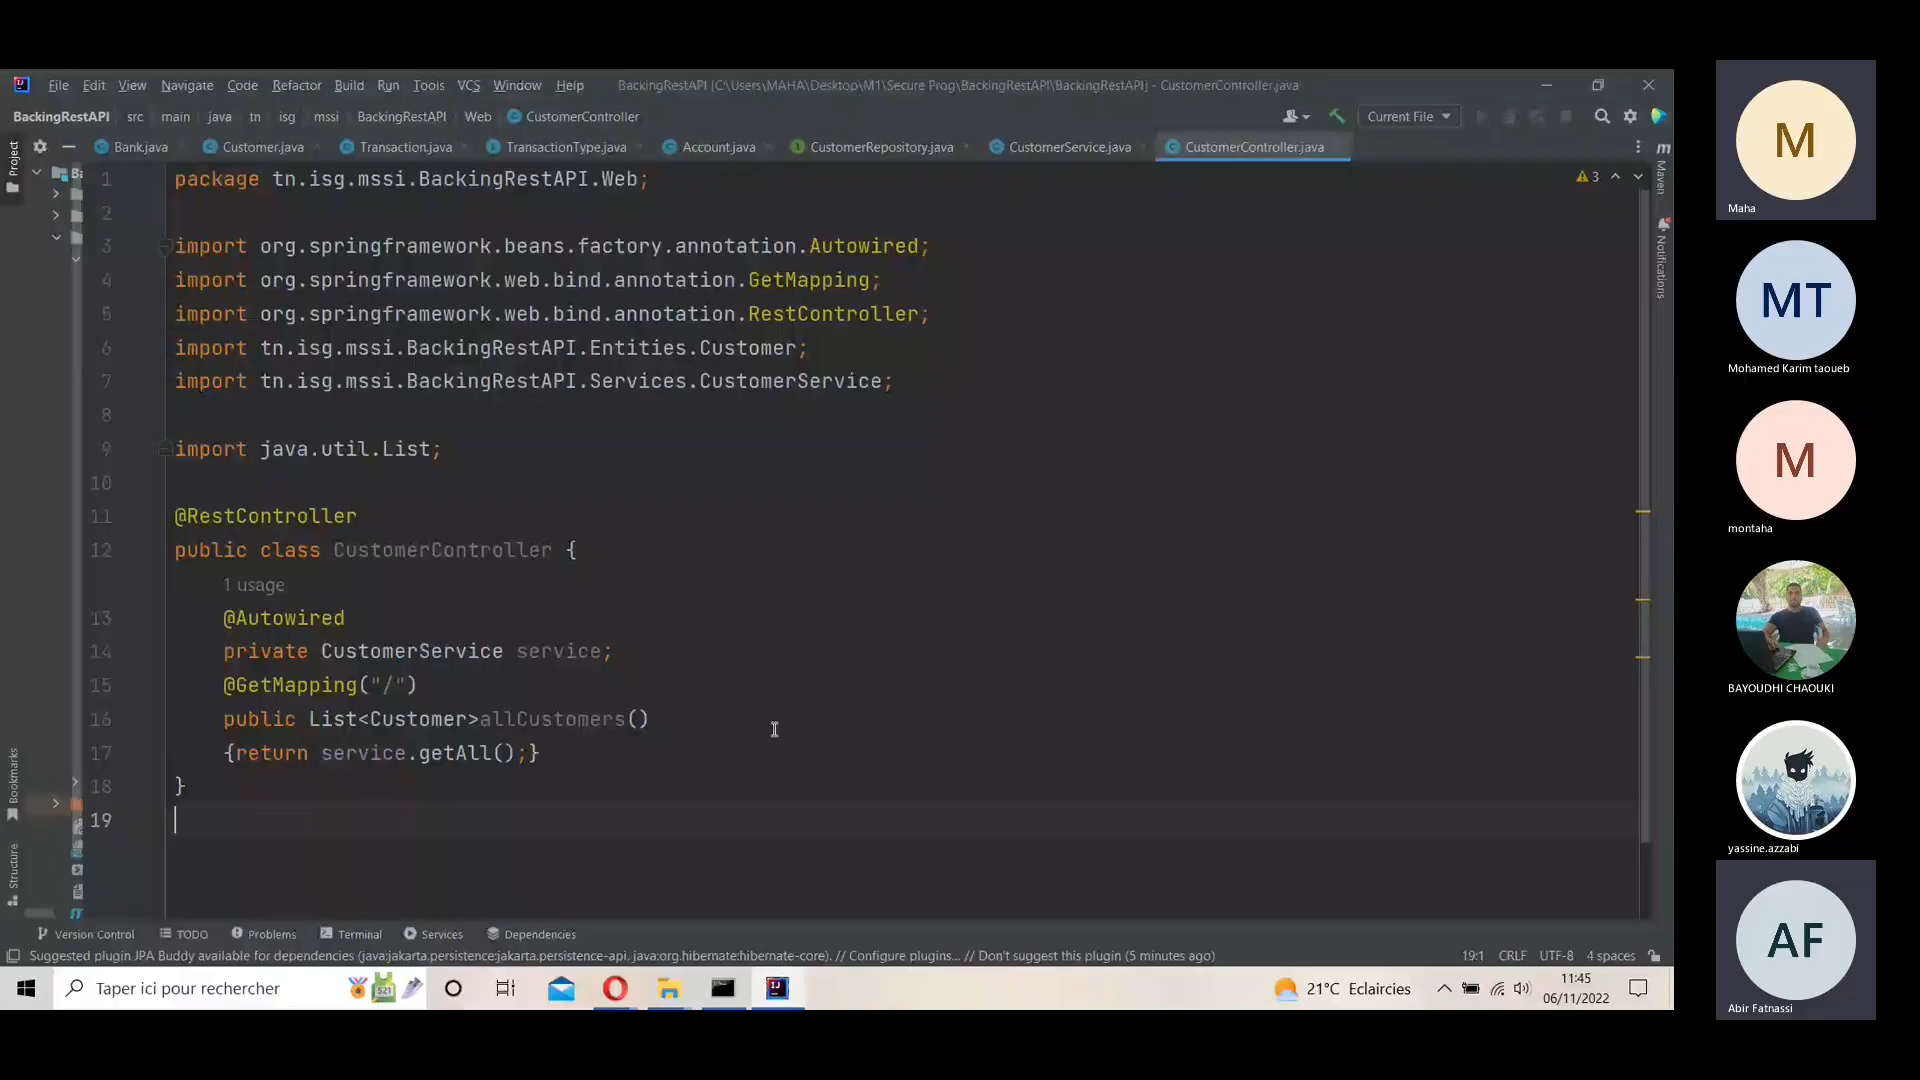 File Edit View Navigate Code Refactor Build Run Tools VCS Window Help BackingRestAPI [C:\Users\MAHA\Desktop\M1\Secure Prog\BackingRestAPI\BackingRestAPI] - CustomerController.java
BackingRestAPI src main java tn isg mssi BackingRestAPI Web CustomerController Current File
Project Bank.java Customer.java Transaction.java TransactionType.java Account.java CustomerRepository.java CustomerService.java CustomerController.java
Ba
3
m Maven
Notifications
1 package tn.isg.mssi.BackingRestAPI.Web;
2
3 import org.springframework.beans.factory.annotation.Autowired;
4 import org.springframework.web.bind.annotation.GetMapping;
5 import org.springframework.web.bind.annotation.RestController;
6 import tn.isg.mssi.BackingRestAPI.Entities.Customer;
7 import tn.isg.mssi.BackingRestAPI.Services.CustomerService;
8
9 import java.util.List;
10
11 @RestController
12 public class CustomerController {
1 usage
13 @Autowired
14 private CustomerService service;
15 @GetMapping("/")
16 public List<Customer>allCustomers()
17 {return service.getAll();}
18 }
19
Bookmarks
Structure
Version Control TODO Problems Terminal Services Dependencies
Suggested plugin JPA Buddy available for dependencies (java:jakarta.persistence:jakarta.persistence-api, java:org.hibernate:hibernate-core). // Configure plugins... // Don't suggest this plugin (5 minutes ago) 19:1 CRLF UTF-8 4 spaces
Taper ici pour rechercher 21°C Eclaircies 11:45
06/11/2022
M
Maha
MT
Mohamed Karim taoueb
M
montaha
BAYOUDHI CHAOUKI
yassine.azzabi
AF
Abir Fatnassi